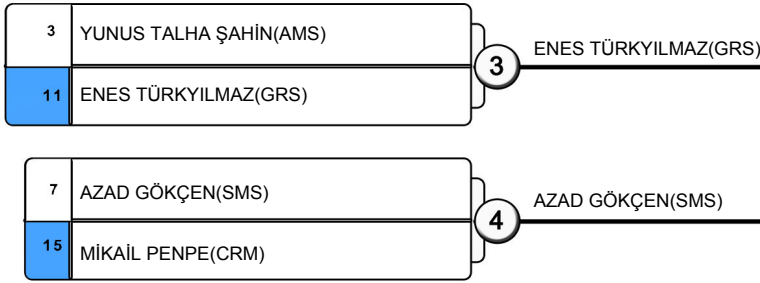 3 YUNUS TALHA ŞAHİN(AMS)
3 ENES TÜRKYILMAZ(GRS)
11 ENES TÜRKYILMAZ(GRS)
7 AZAD GÖKÇEN(SMS)
4 AZAD GÖKÇEN(SMS)
15 MİKAİL PENPE(CRM)